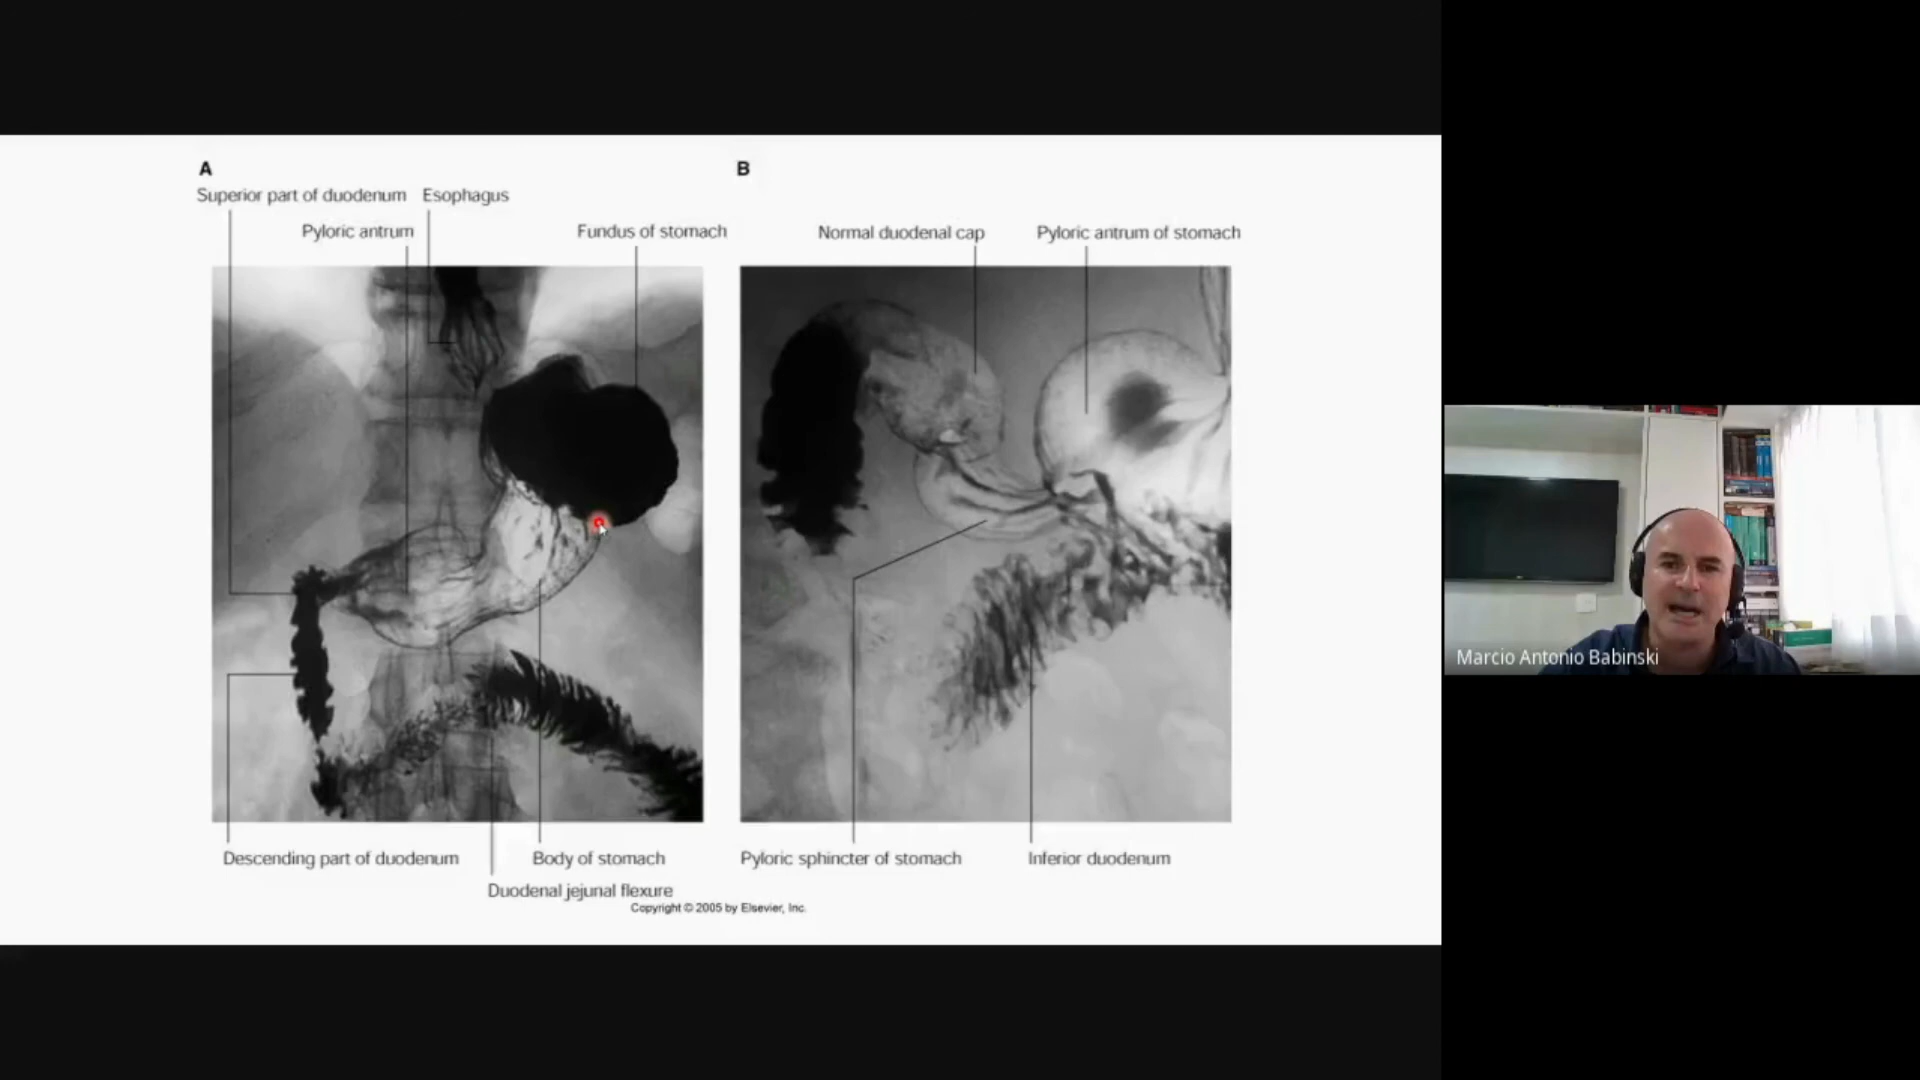 A
Superior part of duodenum
Esophagus
Pyloric antrum
Fundus of stomach
Descending part of duodenum
Body of stomach
Duodenal jejunal flexure
B
Normal duodenal cap
Pyloric antrum of stomach
Pyloric sphincter of stomach
Inferior duodenum
Copyright © 2005 by Elsevier, Inc.
Marcio Antonio Babinski